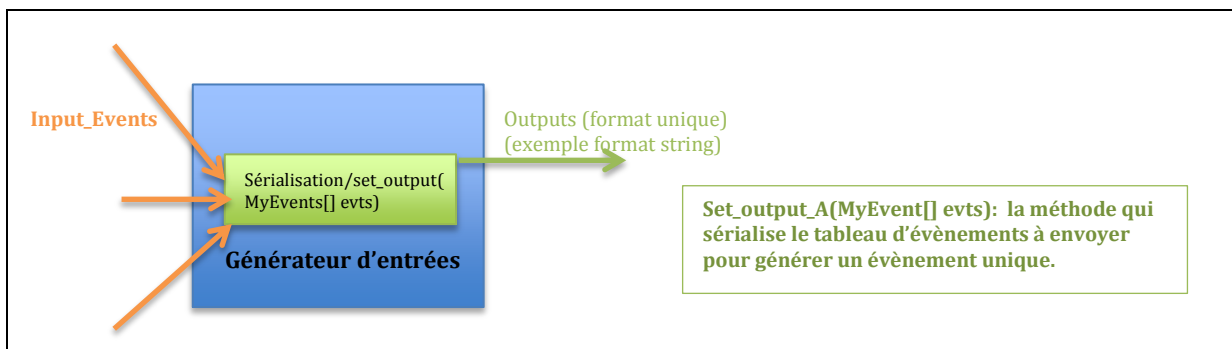 Input_Events
Outputs (format unique)
(exemple format string)
Sérialisation/set_output(
MyEvents[] evts)
Générateur d’entrées
Set_output_A(MyEvent[] evts): la méthode qui
sérialise le tableau d’évènements à envoyer
pour générer un évènement unique.